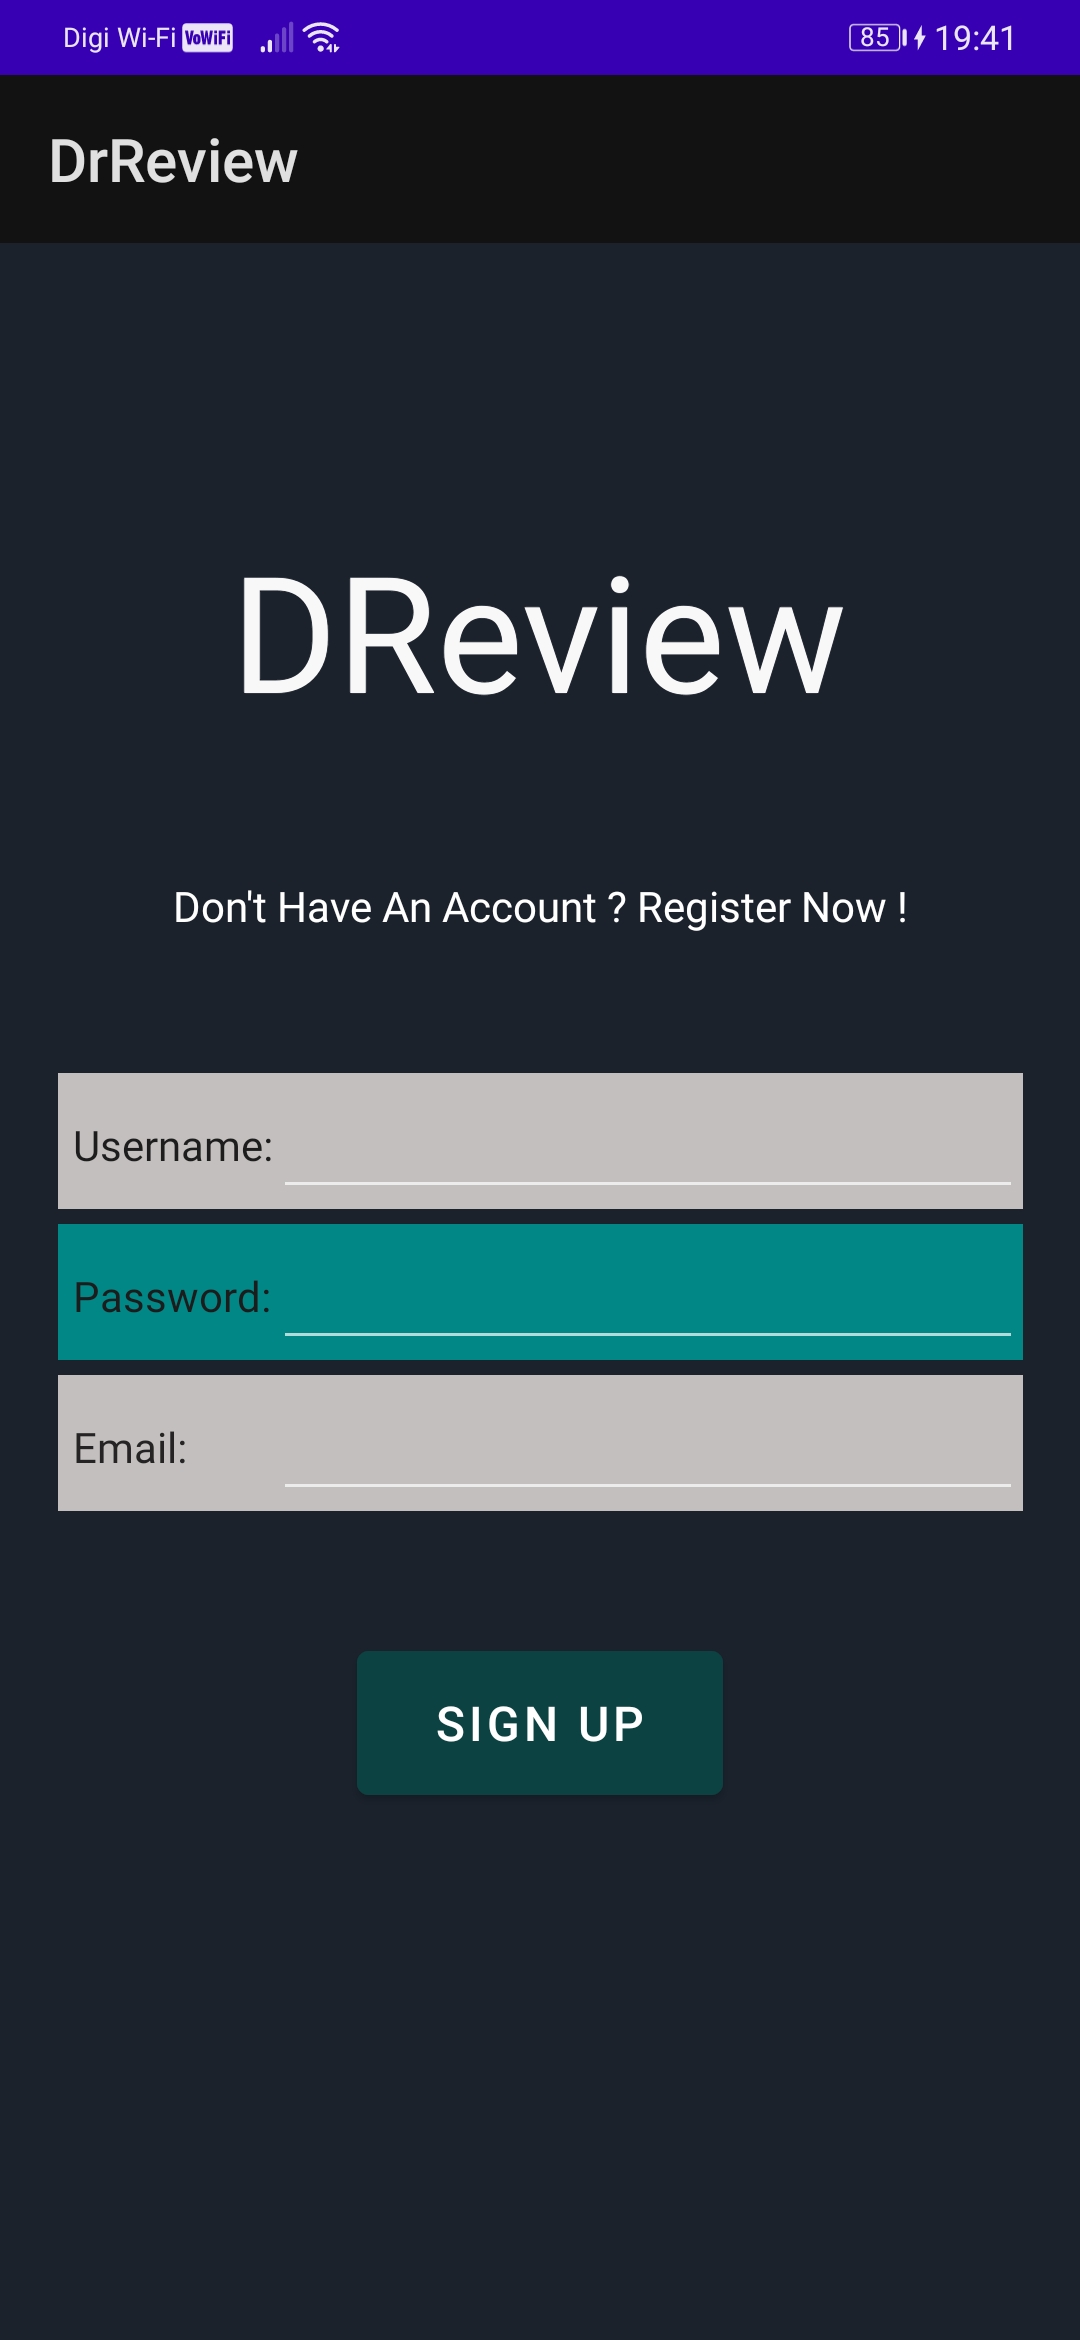 Digi Wi-Fi VoWiFi 85 19:41
DrReview
DReview
Don't Have An Account ? Register Now !
Username:
Password:
Email:
SIGN UP